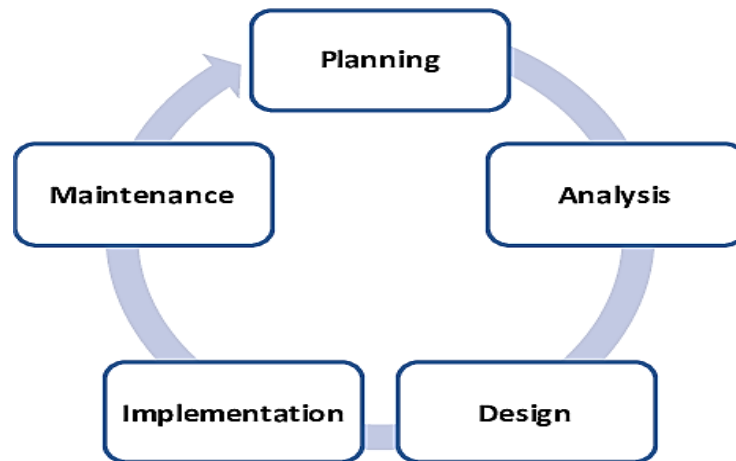 Planning
Analysis
Design
Implementation
Maintenance